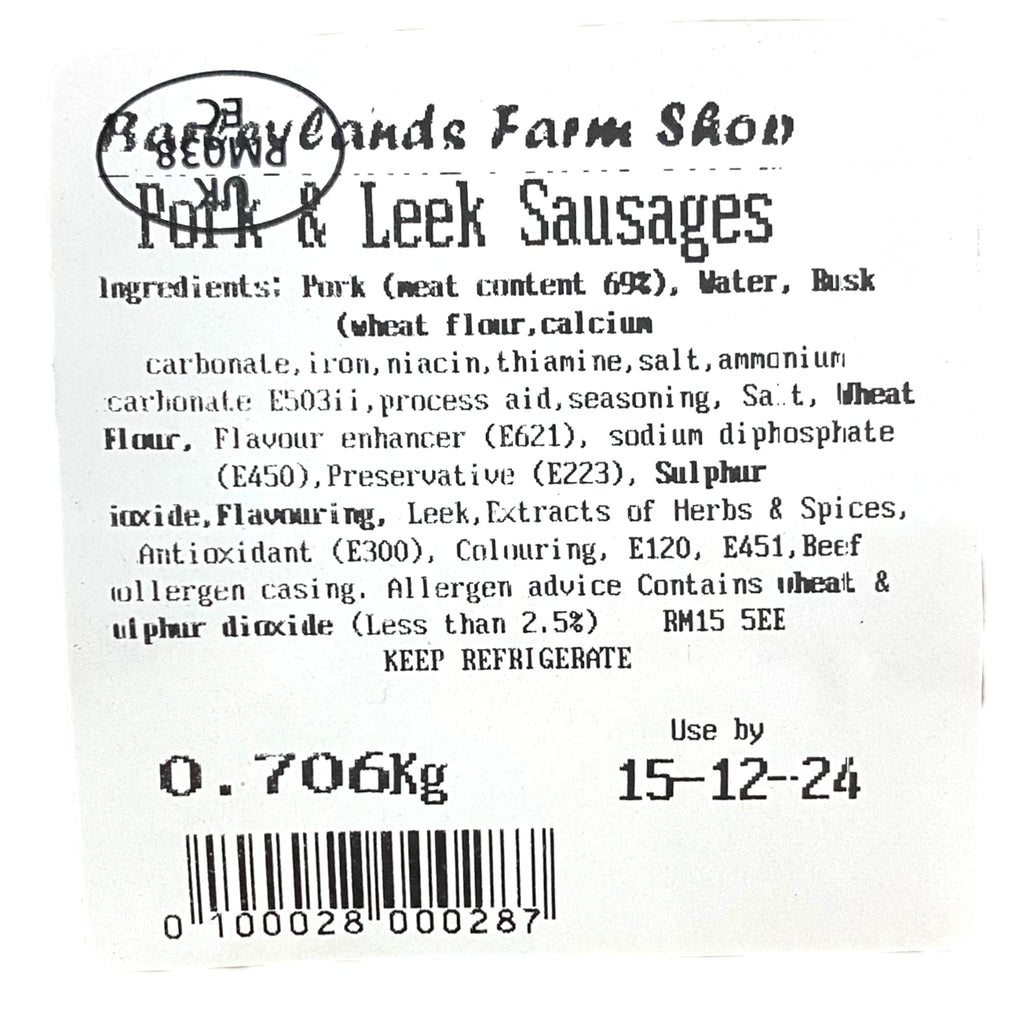 Barleylands Farm Shop
UK
RM038
EC
Pork & Leek Sausages
Ingredients: Pork (meat content 69%), Water, Rusk
(wheat flour,calcium
carbonate,iron,niacin,thiamine,salt,ammonium
carbonate E503ii,process aid,seasoning, Salt, Wheat
Flour, Flavour enhancer (E621), sodium diphosphate
(E450),Preservative (E223), Sulphur
ioxide,Flavouring, Leek,Extracts of Herbs & Spices,
Antioxidant (E300), Colouring, E120, E451,Beef
ollergen casing. Allergen advice Contains wheat &
ulphur dioxide (Less than 2.5%) RM15 5EE
KEEP REFRIGERATE
Use by
0.706Kg 15-12-24
0 100028 000287